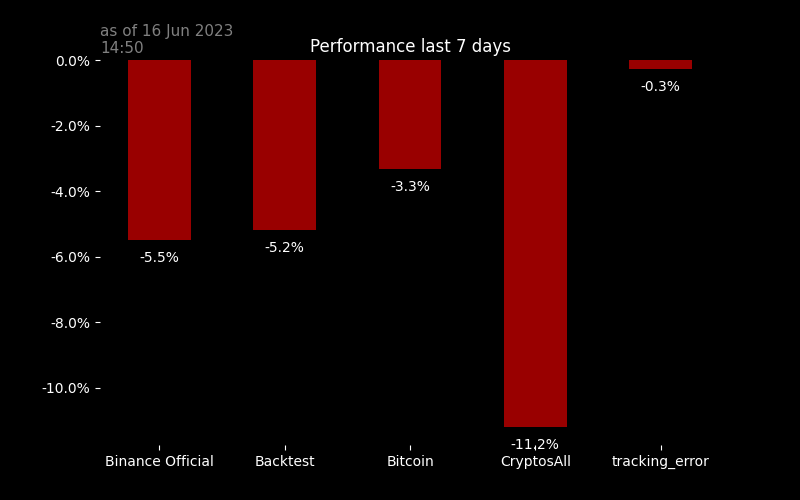 as of 16 Jun 2023
14:50
Performance last 7 days
0.0%
-2.0%
-4.0%
-6.0%
-8.0%
-10.0%
-5.5%
-5.2%
-3.3%
-11.2%
-0.3%
Binance Official
Backtest
Bitcoin
CryptosAll
tracking_error